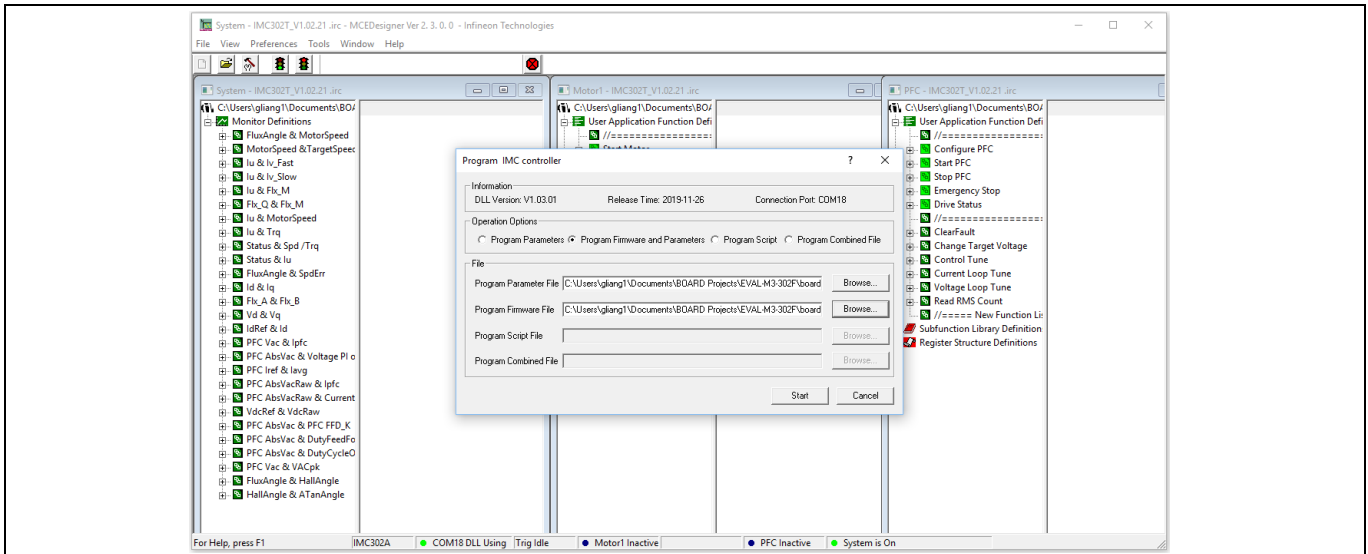 System - IMC302T_V1.02.21 .irc - MCEDesigner Ver 2. 3. 0. 0 - Infineon Technologies
File View Preferences Tools Window Help
System - IMC302T_V1.02.21 .irc
C:\Users\gliang1\Documents\BOA
Monitor Definitions
FluxAngle & MotorSpeed
MotorSpeed &TargetSpeed
Iu & Iv_Fast
Iu & Iv_Slow
Iu & Flx_M
Flx_Q & Flx_M
Iu & MotorSpeed
Iu & Trq
Status & Spd /Trq
Status & Iu
FluxAngle & SpdErr
Id & Iq
Flx_A & Flx_B
Vd & Vq
IdRef & Id
PFC Vac & Ipfc
PFC AbsVac & Voltage PI o
PFC Iref & Iavg
PFC AbsVacRaw & Ipfc
PFC AbsVacRaw & Current
VdcRef & VdcRaw
PFC AbsVac & PFC FFD_K
PFC AbsVac & DutyFeedFo
PFC AbsVac & DutyCycleO
PFC Vac & VACpk
FluxAngle & HallAngle
HallAngle & ATanAngle
Motor1 - IMC302T_V1.02.21 .irc
C:\Users\gliang1\Documents\BOA
User Application Function Defi
//================
Start Motor
PFC - IMC302T_V1.02.21 .irc
C:\Users\gliang1\Documents\BOA
User Application Function Defi
//================
Configure PFC
Start PFC
Stop PFC
Emergency Stop
Drive Status
//================
ClearFault
Change Target Voltage
Control Tune
Current Loop Tune
Voltage Loop Tune
Read RMS Count
//===== New Function Li
Subfunction Library Definition
Register Structure Definitions
Program IMC controller ? ×
Information
DLL Version: V1.03.01 Release Time: 2019-11-26 Connection Port: COM18
Operation Options
Program Parameters Program Firmware and Parameters Program Script Program Combined File
File
Program Parameter File C:\Users\gliang1\Documents\BOARD Projects\EVAL-M3-302F\board Browse...
Program Firmware File C:\Users\gliang1\Documents\BOARD Projects\EVAL-M3-302F\board Browse...
Program Script File Browse...
Program Combined File Browse...
Start Cancel
For Help, press F1 IMC302A COM18 DLL Using Trig Idle Motor1 Inactive PFC Inactive System is On